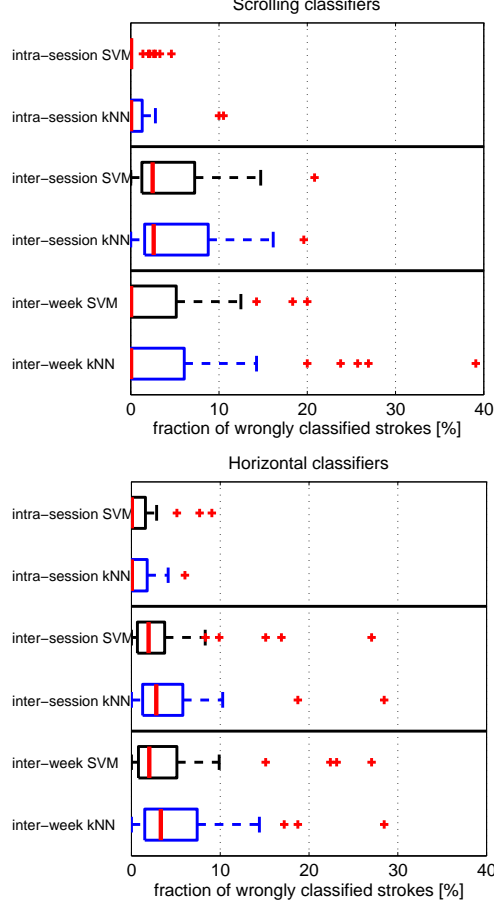 Scrolling classifiers
intra-session SVM
intra-session kNN
inter-session SVM
inter-session kNN
inter-week SVM
inter-week kNN
0 10 20 30 40
fraction of wrongly classified strokes [%]
Horizontal classifiers
intra-session SVM
intra-session kNN
inter-session SVM
inter-session kNN
inter-week SVM
inter-week kNN
0 10 20 30 40
fraction of wrongly classified strokes [%]